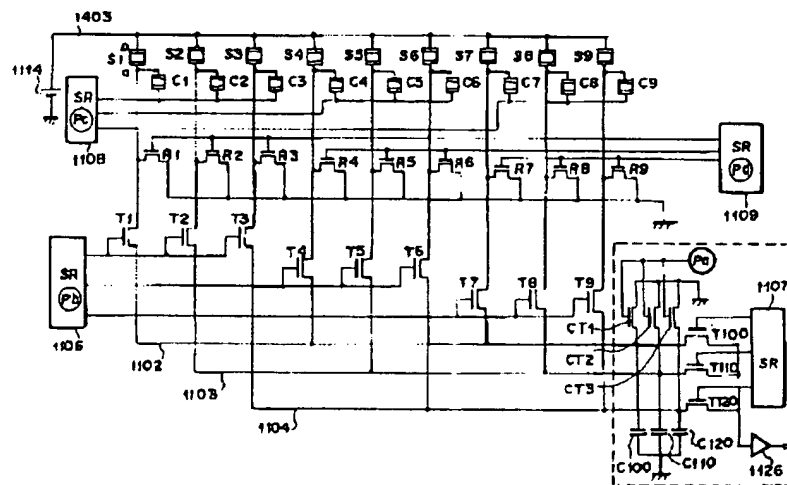 1403
S1 S2 S3 S4 S5 S6 S7 S8 S9
1114
C1 C2 C3 C4 C5 C6 C7 C8 C9
SR
Pc
1108
R1 R2 R3 R4 R5 R6 R7 R8 R9
SR
Pd
1109
T1 T2 T3
SR
Pb
1106
T4 T5 T6
T7 T8 T9
Pa
1107
CT1
T100
1102
CT2
T110
SR
1103
CT3
T120
1104
C120
C100
C110
1126